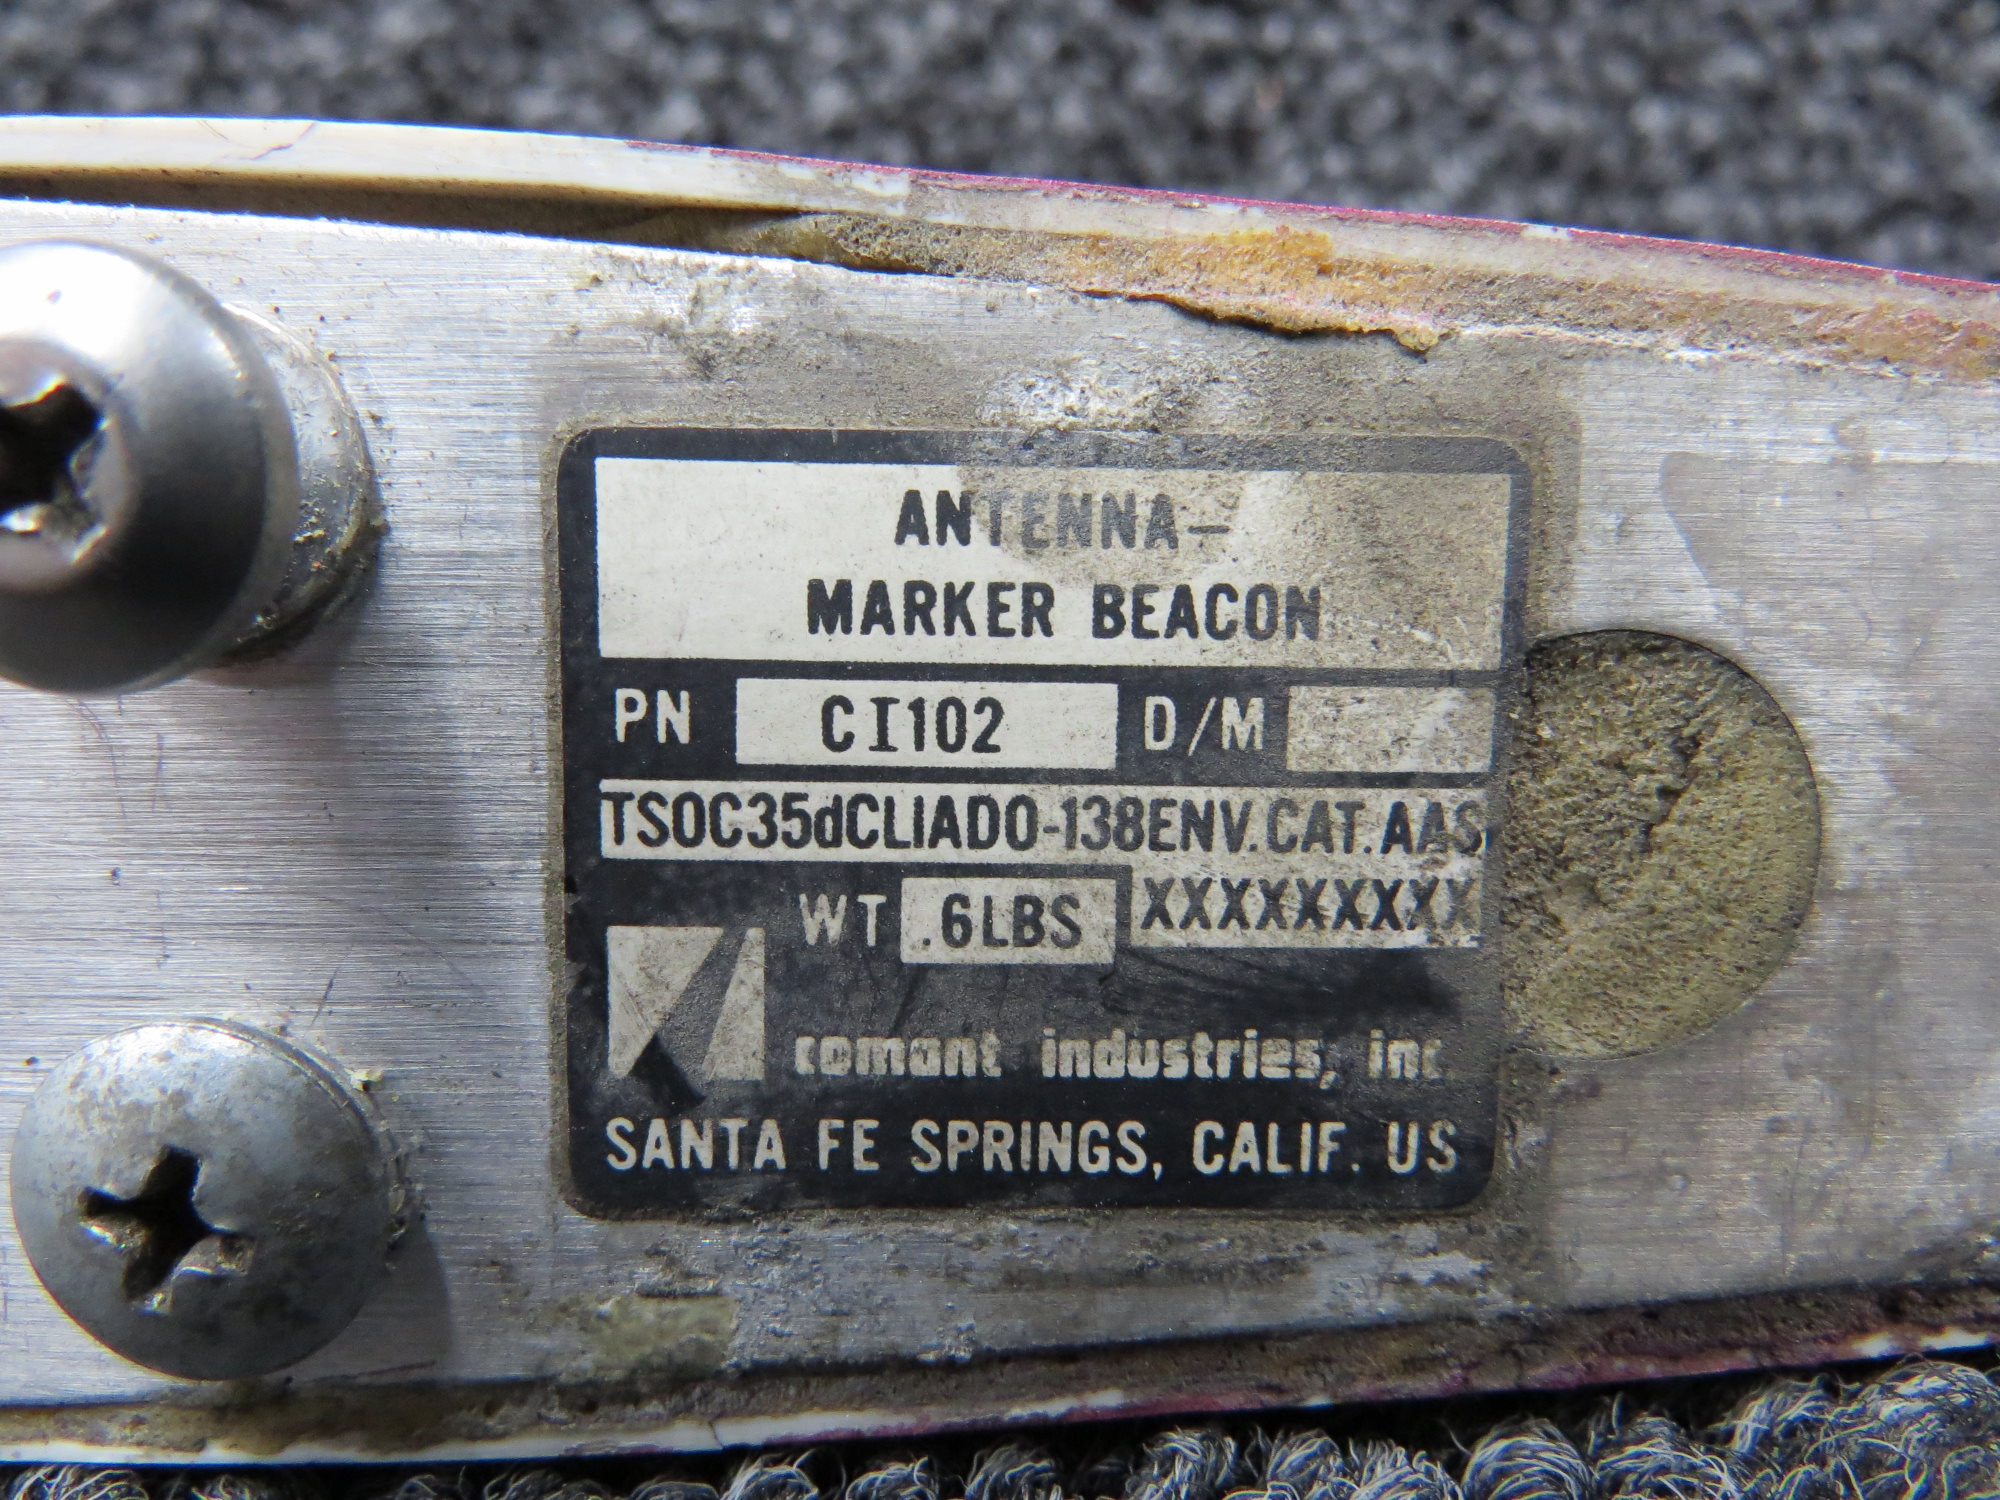 ANTENNA-
MARKER BEACON
PN CI102 D/M
TSOC35dCLIADO-138ENV.CAT.AAS
WT .6LBS XXXXXXXXX
comant industries, inc
SANTA FE SPRINGS, CALIF. US